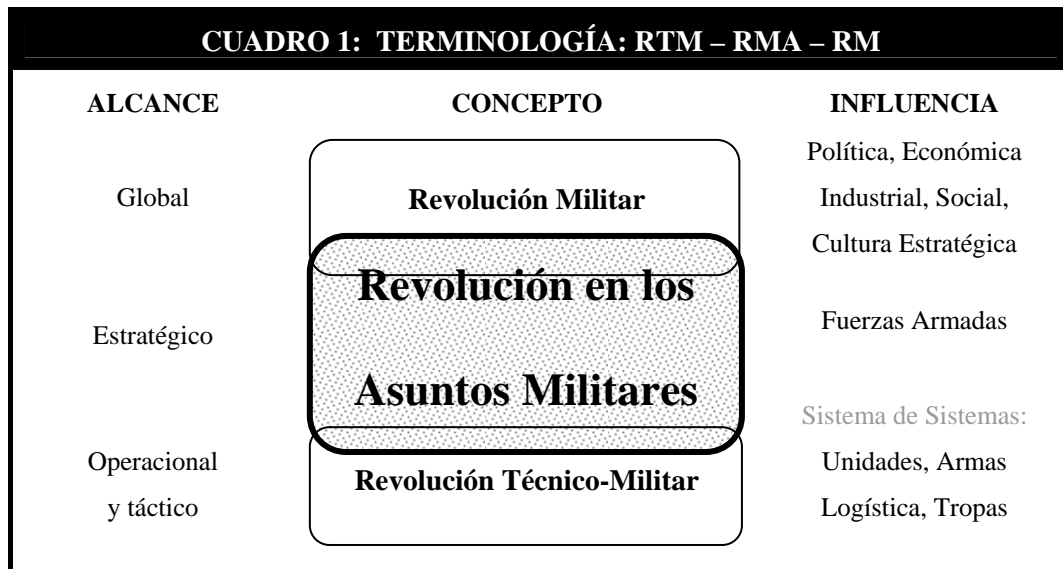 CUADRO 1: TERMINOLOGÍA: RTM – RMA – RM
ALCANCE CONCEPTO INFLUENCIA
Global
Revolución Militar
Política, Económica
Industrial, Social,
Cultura Estratégica
Estratégico
Revolución en los
Asuntos Militares
Fuerzas Armadas
Operacional
y táctico
Revolución Técnico-Militar
Sistema de Sistemas:
Unidades, Armas
Logística, Tropas